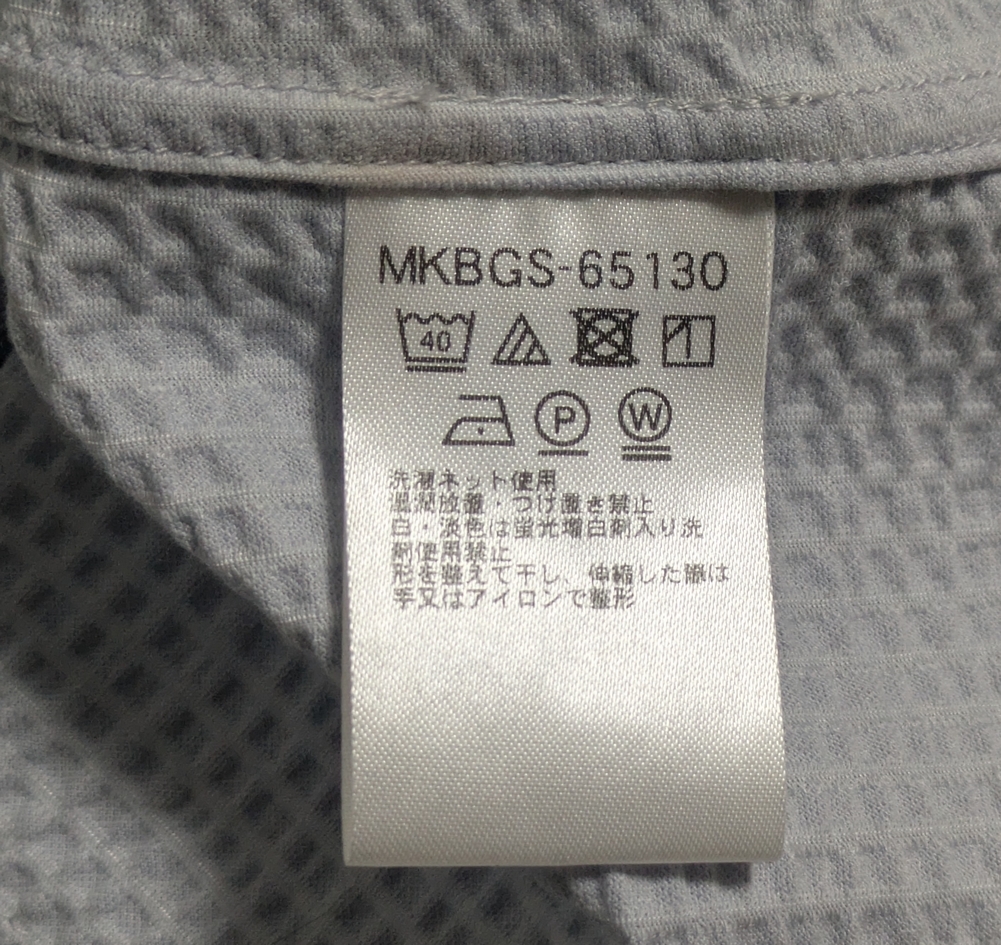 MKBGS-65130
40
P W
洗濯ネット使用
湿潤放置・つけ置き禁止
白・淡色は蛍光増白剤入り洗
剤使用禁止
形を整えて干し、伸縮した際は
手又はアイロンで整形